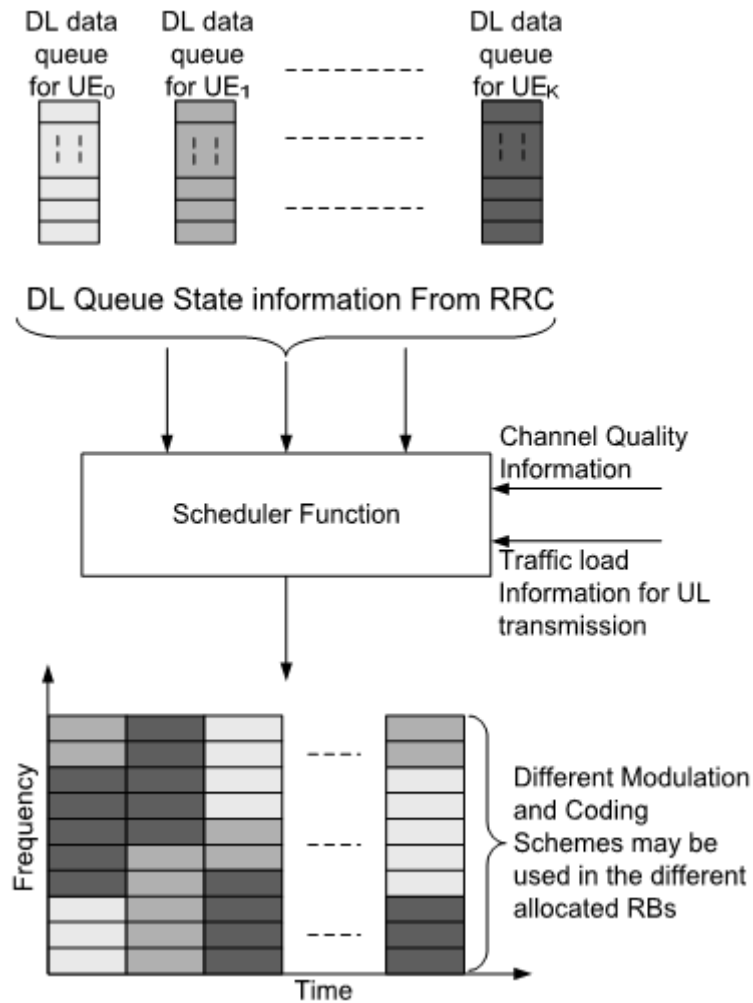 DL data
queue
for UE₀
DL data
queue
for UE₁
DL data
queue
for UEₖ
DL Queue State information From RRC
Channel Quality
Information
Scheduler Function
Traffic load
Information for UL
transmission
Frequency
Different Modulation
and Coding
Schemes may be
used in the different
allocated RBs
Time